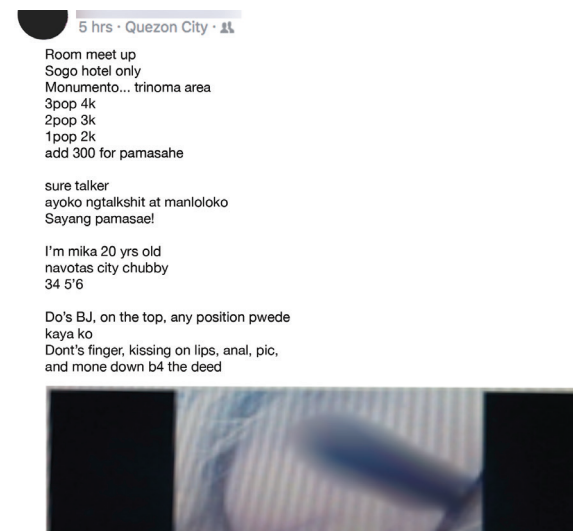 5 hrs · Quezon City ·
Room meet up
Sogo hotel only
Monumento... trinoma area
3pop 4k
2pop 3k
1pop 2k
add 300 for pamasahe
sure talker
ayoko ngtalkshit at manloloko
Sayang pamasae!
I'm mika 20 yrs old
navotas city chubby
34 5'6
Do's BJ, on the top, any position pwede
kaya ko
Dont's finger, kissing on lips, anal, pic,
and mone down b4 the deed